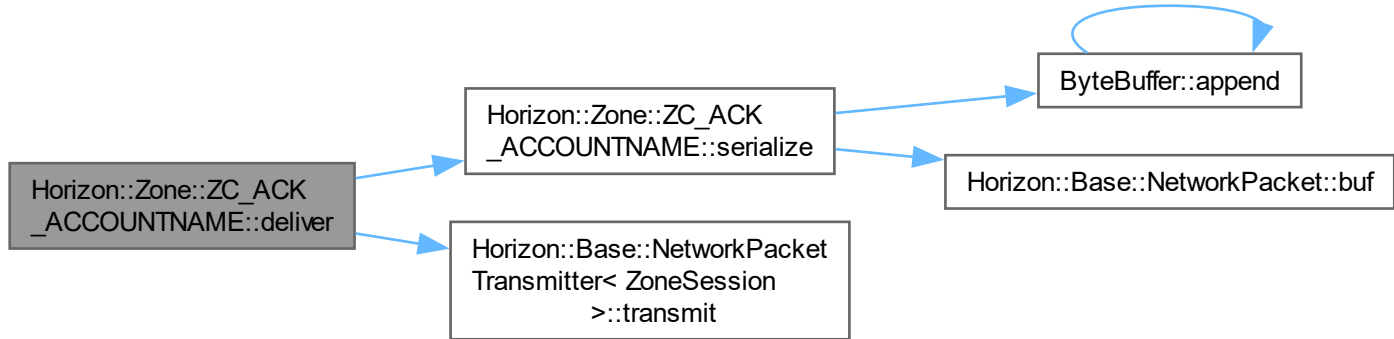 Horizon::Zone::ZC_ACK
_ACCOUNTNAME::deliver
Horizon::Zone::ZC_ACK
_ACCOUNTNAME::serialize
ByteBuffer::append
Horizon::Base::NetworkPacket::buf
Horizon::Base::NetworkPacket
Transmitter< ZoneSession
>::transmit